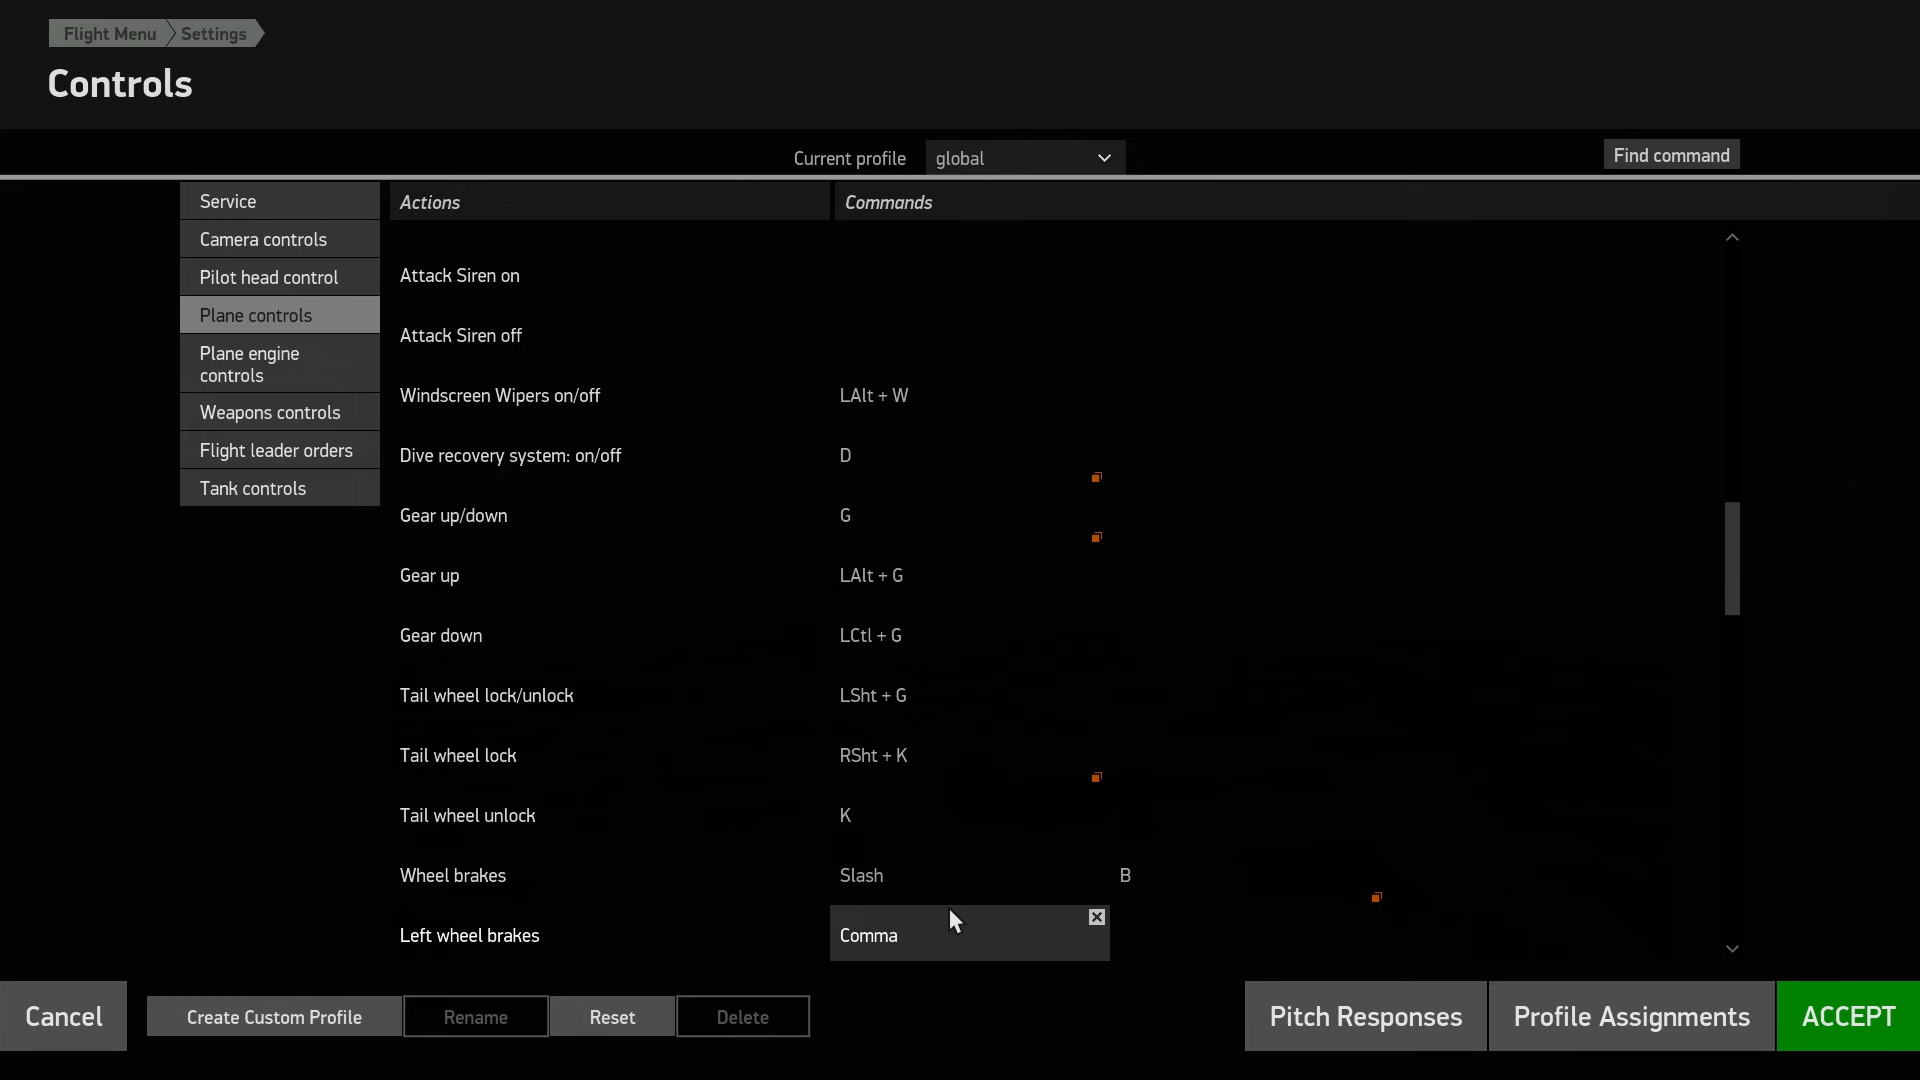 Flight Menu
Settings
Controls
Current profile
global
Find command
Service
Camera controls
Pilot head control
Plane controls
Plane engine
controls
Weapons controls
Flight leader orders
Tank controls
Actions
Commands
Attack Siren on
Attack Siren off
Windscreen Wipers on/off
LAlt + W
Dive recovery system: on/off
D
Gear up/down
G
Gear up
LAlt + G
Gear down
LCtl + G
Tail wheel lock/unlock
LSht + G
Tail wheel lock
RSht + K
Tail wheel unlock
K
Wheel brakes
Slash
B
Left wheel brakes
Comma
Cancel
Create Custom Profile
Rename
Reset
Delete
Pitch Responses
Profile Assignments
ACCEPT